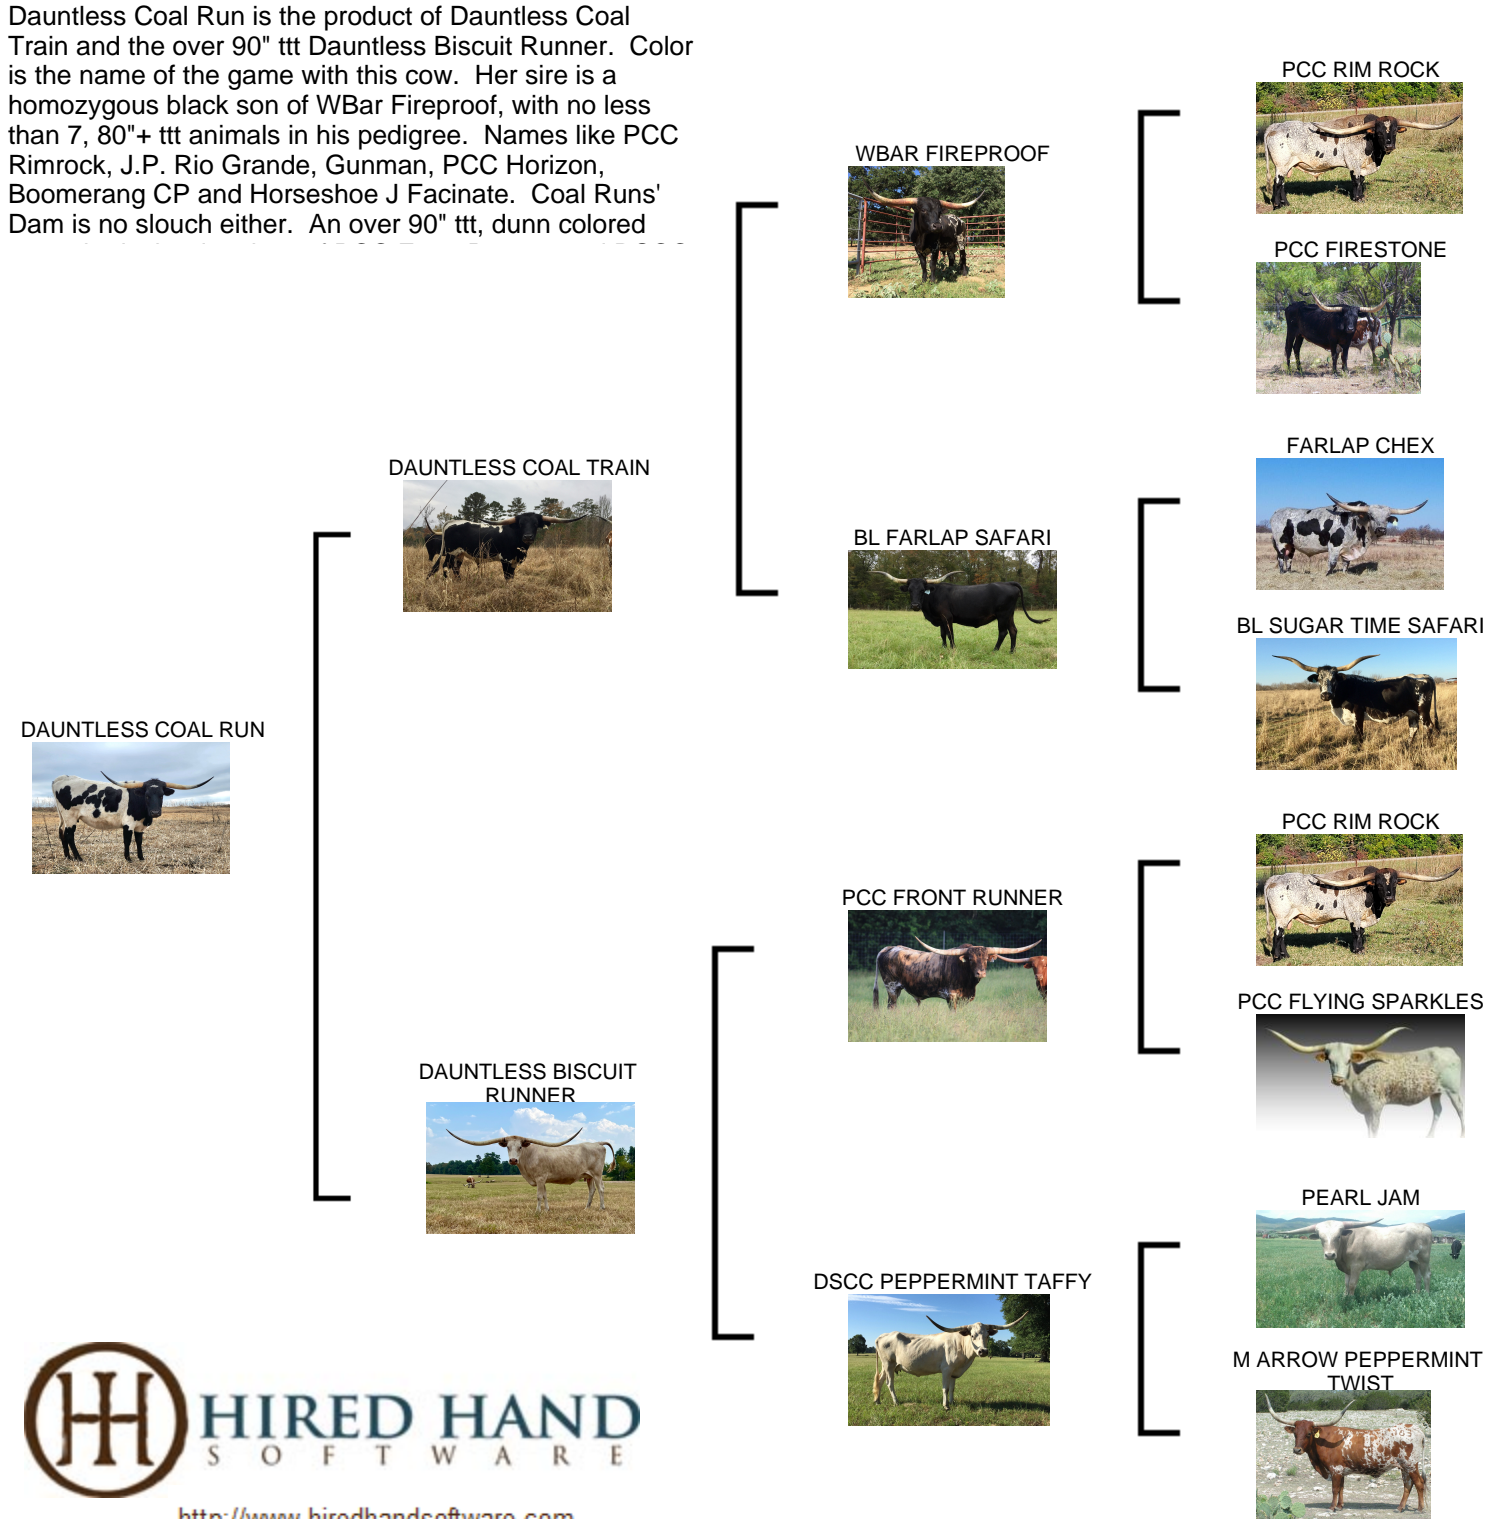 Dauntless Coal Run is the product of Dauntless Coal
Train and the over 90" ttt Dauntless Biscuit Runner.  Color
is the name of the game with this cow.  Her sire is a
homozygous black son of WBar Fireproof, with no less
than 7, 80"+ ttt animals in his pedigree.  Names like PCC
Rimrock, J.P. Rio Grande, Gunman, PCC Horizon,
Boomerang CP and Horseshoe J Facinate.  Coal Runs'
Dam is no slouch either.  An over 90" ttt, dunn colored
PCC RIM ROCK
WBAR FIREPROOF
PCC FIRESTONE
FARLAP CHEX
DAUNTLESS COAL TRAIN
BL FARLAP SAFARI
BL SUGAR TIME SAFARI
DAUNTLESS COAL RUN
PCC RIM ROCK
PCC FRONT RUNNER
PCC FLYING SPARKLES
DAUNTLESS BISCUIT
RUNNER
PEARL JAM
DSCC PEPPERMINT TAFFY
M ARROW PEPPERMINT
TWIST
HIRED HAND
SOFTWARE
http://www.hiredhandsoftware.com